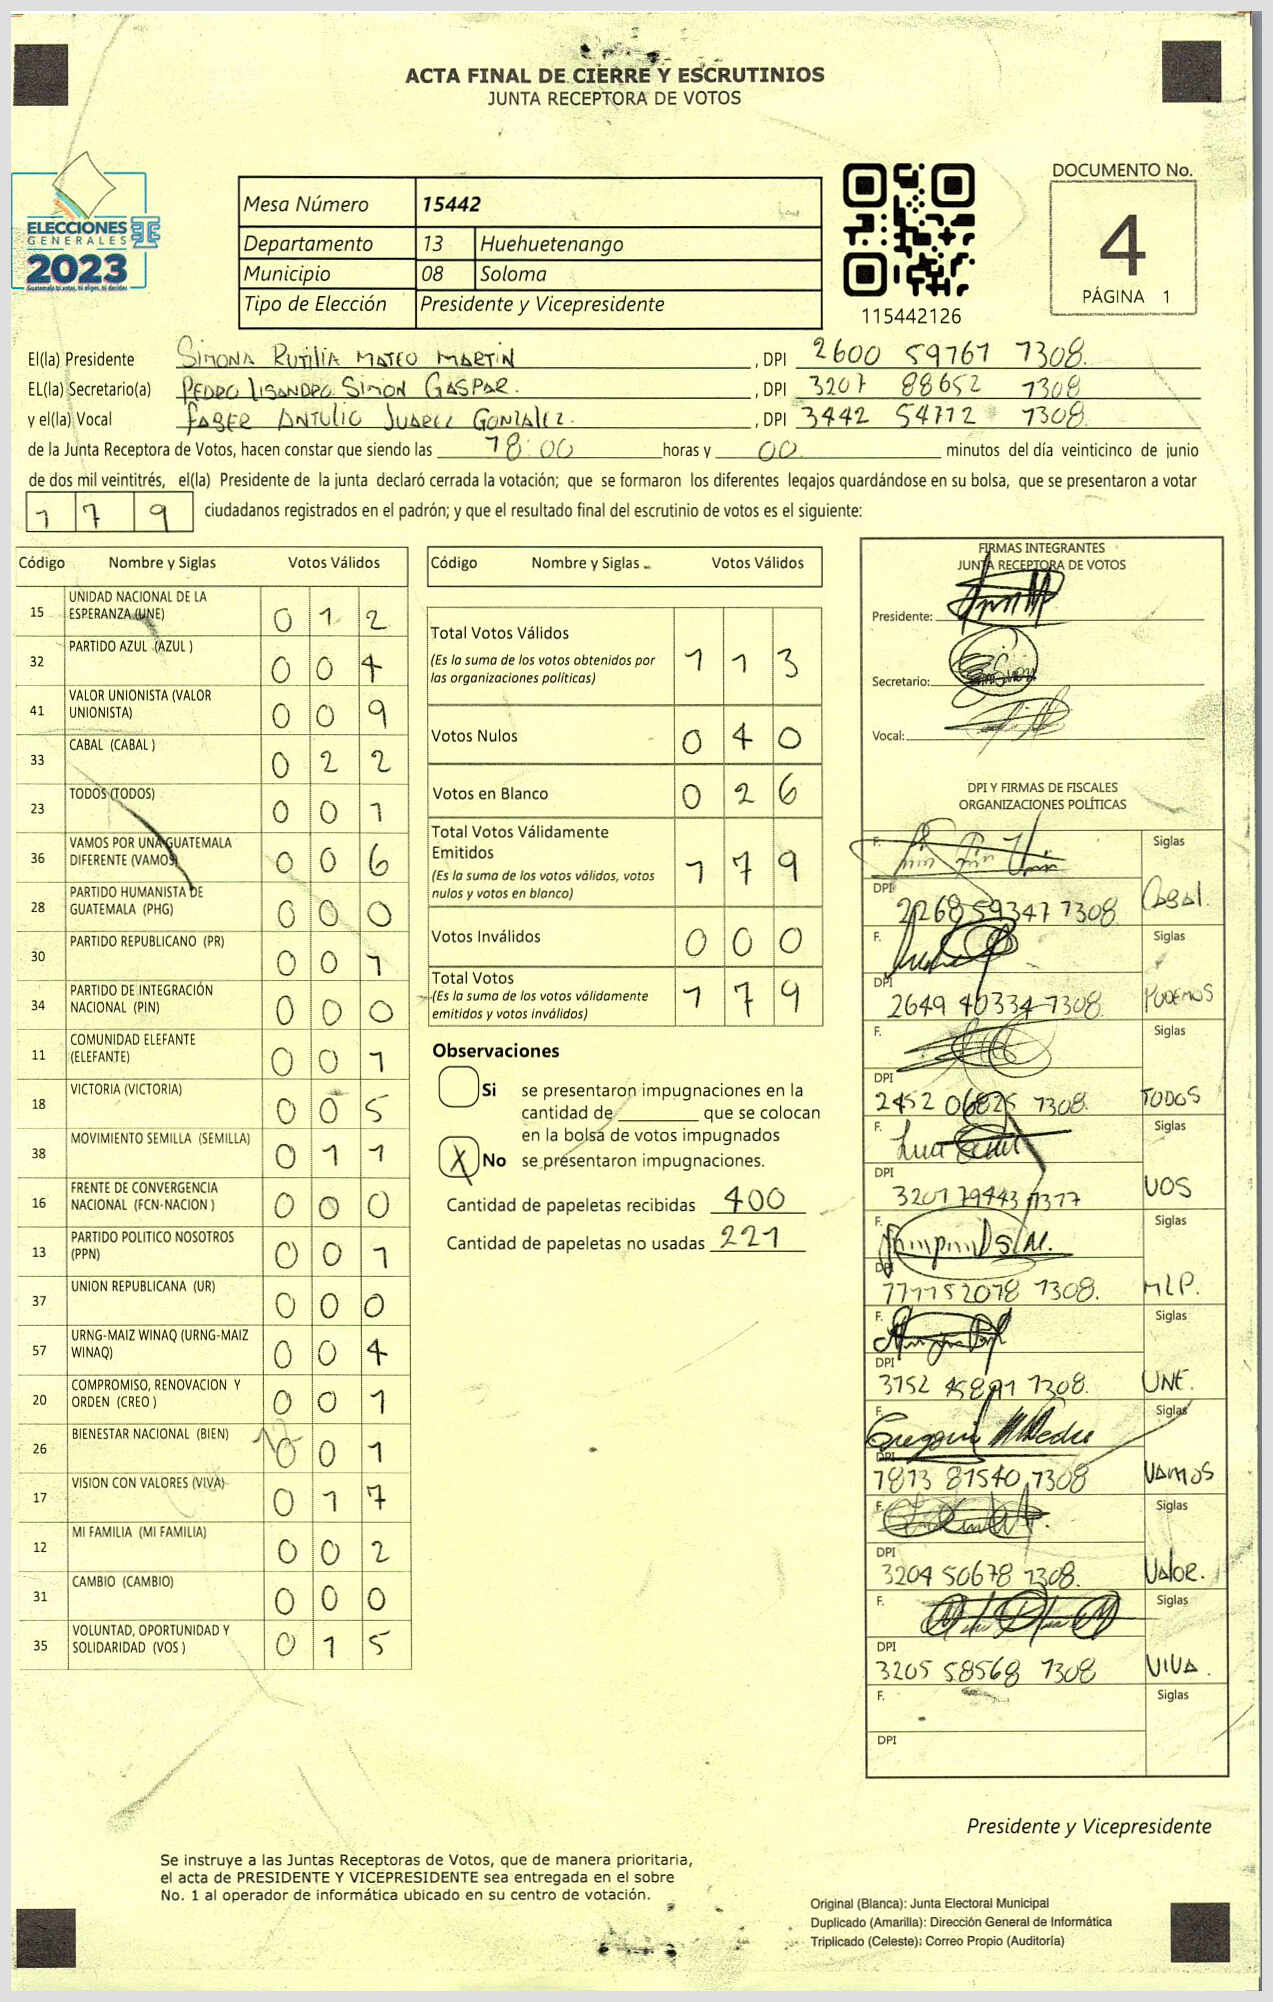 ACTA FINAL DE CIERRE Y ESCRUTINIOS
JUNTA RECEPTORA DE VOTOS
ELECCIONES
GENERALES
2023
Mesa Número 15442
Departamento 13 Huehuetenango
Municipio 08 Soloma
Tipo de Elección Presidente y Vicepresidente
115442126
DOCUMENTO No.
4
PÁGINA 1
El(la) Presidente SIMONA RUTILIA MATEO MARTIN , DPI 2600 59767 1308.
EL(la) Secretario(a) PEDRO LISANDRO SIMON GASPAR. , DPI 3207 88652 1308
y el(la) Vocal FABER ANTULIO JUAREZ GONZALEZ. , DPI 3442 54772 1308.
de la Junta Receptora de Votos, hacen constar que siendo las 18:00 horas y 00 minutos del día veinticinco de junio
de dos mil veintitrés, el(la) Presidente de la junta declaró cerrada la votación; que se formaron los diferentes legajos quardándose en su bolsa, que se presentaron a votar
1 7 9 ciudadanos registrados en el padrón; y que el resultado final del escrutinio de votos es el siguiente:
Código Nombre y Siglas Votos Válidos
15 UNIDAD NACIONAL DE LA ESPERANZA (UNE) 0 1 2
32 PARTIDO AZUL (AZUL ) 0 0 4
41 VALOR UNIONISTA (VALOR UNIONISTA) 0 0 9
33 CABAL (CABAL ) 0 2 2
23 TODOS (TODOS) 0 0 1
36 VAMOS POR UNA GUATEMALA DIFERENTE (VAMOS) 0 0 6
28 PARTIDO HUMANISTA DE GUATEMALA (PHG) 0 0 0
30 PARTIDO REPUBLICANO (PR) 0 0 1
34 PARTIDO DE INTEGRACIÓN NACIONAL (PIN) 0 0 0
11 COMUNIDAD ELEFANTE (ELEFANTE) 0 0 1
18 VICTORIA (VICTORIA) 0 0 5
38 MOVIMIENTO SEMILLA (SEMILLA) 0 1 1
16 FRENTE DE CONVERGENCIA NACIONAL (FCN-NACION ) 0 0 0
13 PARTIDO POLITICO NOSOTROS (PPN) 0 0 1
37 UNION REPUBLICANA (UR) 0 0 0
57 URNG-MAIZ WINAQ (URNG-MAIZ WINAQ) 0 0 4
20 COMPROMISO, RENOVACION Y ORDEN (CREO ) 0 0 1
26 BIENESTAR NACIONAL (BIEN) 0 0 1
17 VISION CON VALORES (VIVA) 0 1 7
12 MI FAMILIA (MI FAMILIA) 0 0 2
31 CAMBIO (CAMBIO) 0 0 0
35 VOLUNTAD, OPORTUNIDAD Y SOLIDARIDAD (VOS ) 0 1 5
Código Nombre y Siglas Votos Válidos
Total Votos Válidos 1 1 3
(Es la suma de los votos obtenidos por
las organizaciones políticas)
Votos Nulos 0 4 0
Votos en Blanco 0 2 6
Total Votos Válidamente
Emitidos 1 7 9
(Es la suma de los votos válidos, votos
nulos y votos en blanco)
Votos Inválidos 0 0 0
Total Votos 1 7 9
(Es la suma de los votos válidamente
emitidos y votos inválidos)
Observaciones
Si se presentaron impugnaciones en la
cantidad de ________ que se colocan
en la bolsa de votos impugnados
X No se presentaron impugnaciones.
Cantidad de papeletas recibidas 400
Cantidad de papeletas no usadas 221
FIRMAS INTEGRANTES
JUNTA RECEPTORA DE VOTOS
Presidente:
Secretario:
Vocal:
DPI Y FIRMAS DE FISCALES
ORGANIZACIONES POLÍTICAS
F. Siglas
DPI 2268 59347 1308 CABAL.
F. Siglas
DPI 2649 40334 1308. PODEMOS
F. Siglas
DPI 2452 06825 1308. TODOS
F. Siglas
DPI VOS
F. Siglas
DPI MLP.
F. Siglas
DPI UNE.
F. Siglas
DPI VAMOS
F. Siglas
DPI 3204 50678 1308. VALOR.
F. Siglas
DPI 3205 58568 1308 VIVA.
F. Siglas
DPI
Presidente y Vicepresidente
Se instruye a las Juntas Receptoras de Votos, que de manera prioritaria,
el acta de PRESIDENTE Y VICEPRESIDENTE sea entregada en el sobre
No. 1 al operador de informática ubicado en su centro de votación.
Original (Blanca): Junta Electoral Municipal
Duplicado (Amarilla): Dirección General de Informática
Triplicado (Celeste): Correo Propio (Auditoría)